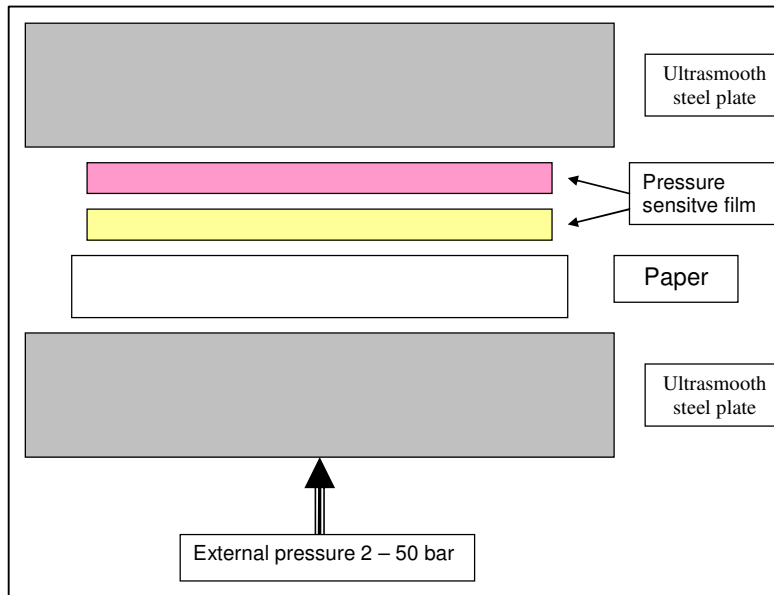 Ultrasmooth
steel plate
Pressure
sensitve film
Paper
Ultrasmooth
steel plate
External pressure 2 – 50 bar